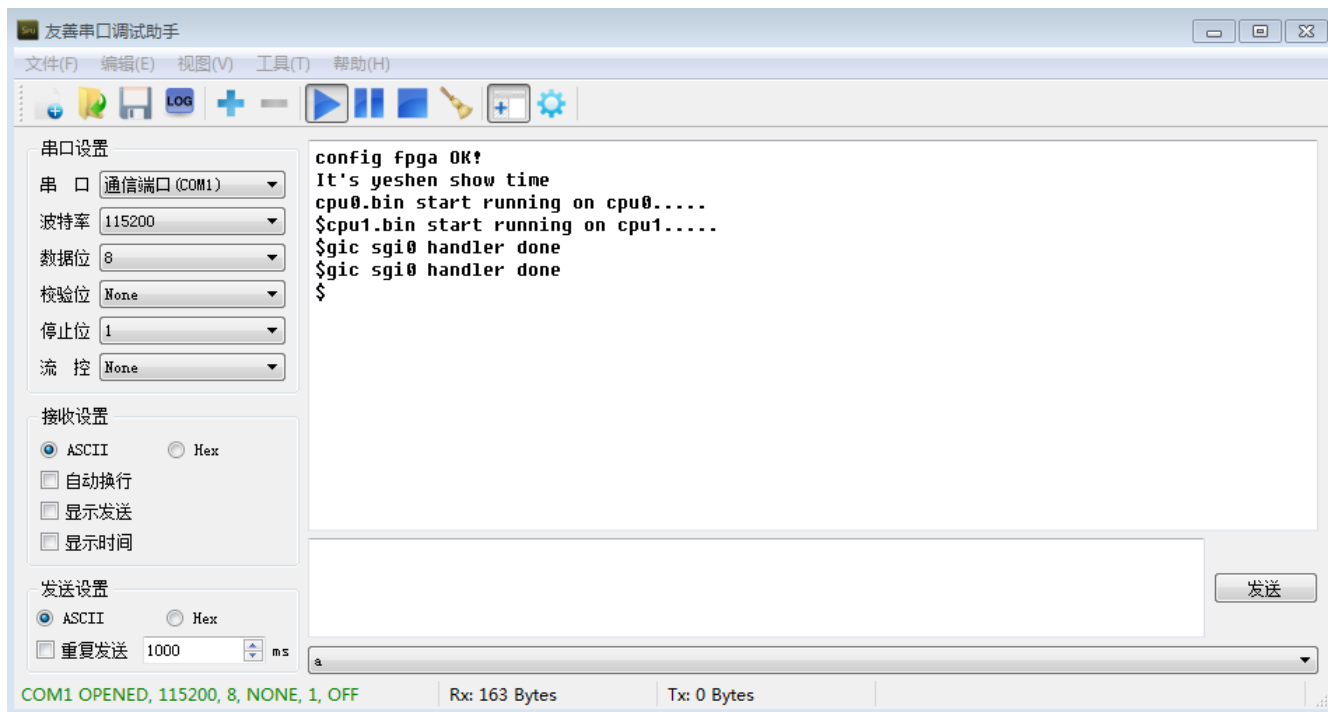 友善串口调试助手
文件(F) 编辑(E) 视图(V) 工具(T) 帮助(H)
LOG
串口设置
串 口 通信端口(COM1)
波特率 115200
数据位 8
校验位 None
停止位 1
流 控 None
接收设置
ASCII Hex
自动换行
显示发送
显示时间
发送设置
ASCII Hex
重复发送 1000 ms
config fpga OK!
It's yeshen show time
cpu0.bin start running on cpu0.....
$cpu1.bin start running on cpu1.....
$gic sgi0 handler done
$gic sgi0 handler done
$
发送
a
COM1 OPENED, 115200, 8, NONE, 1, OFF Rx: 163 Bytes Tx: 0 Bytes